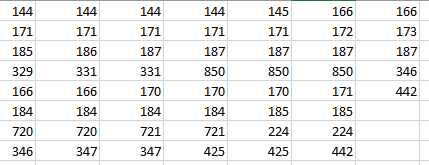 144 144 144 144 145 166 166
171 171 171 171 171 172 173
185 186 187 187 187 187 187
329 331 331 850 850 850 346
166 166 170 170 170 171 442
184 184 184 184 185 185
720 720 721 721 224 224
346 347 347 425 425 442